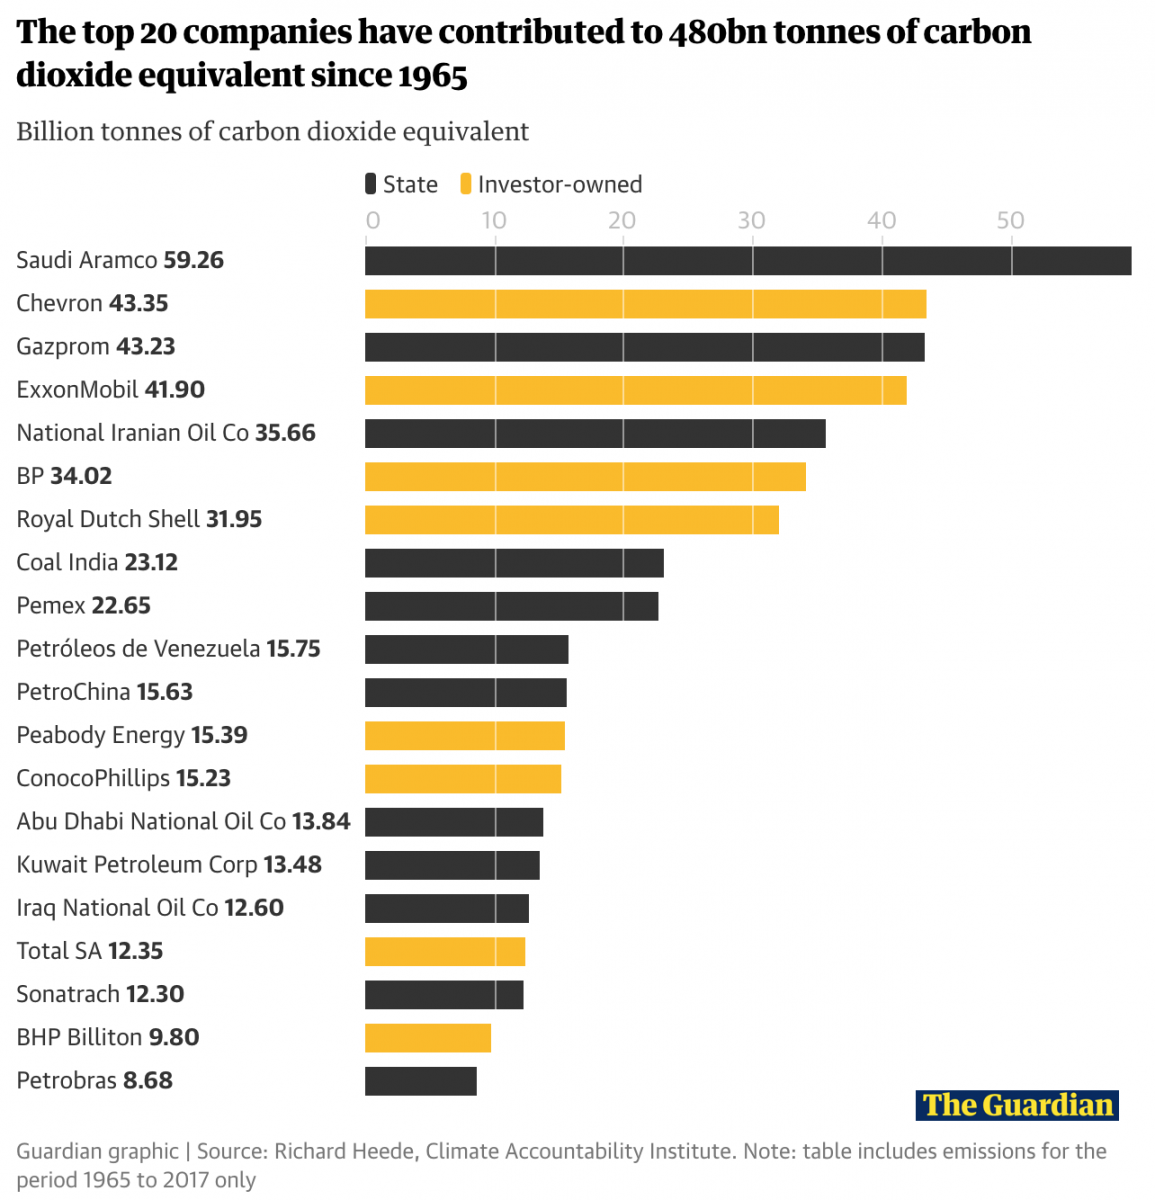 The top 20 companies have contributed to 480bn tonnes of carbon
dioxide equivalent since 1965
Billion tonnes of carbon dioxide equivalent
State Investor-owned
0 10 20 30 40 50
Saudi Aramco 59.26
Chevron 43.35
Gazprom 43.23
ExxonMobil 41.90
National Iranian Oil Co 35.66
BP 34.02
Royal Dutch Shell 31.95
Coal India 23.12
Pemex 22.65
Petróleos de Venezuela 15.75
PetroChina 15.63
Peabody Energy 15.39
ConocoPhillips 15.23
Abu Dhabi National Oil Co 13.84
Kuwait Petroleum Corp 13.48
Iraq National Oil Co 12.60
Total SA 12.35
Sonatrach 12.30
BHP Billiton 9.80
Petrobras 8.68
The Guardian
Guardian graphic | Source: Richard Heede, Climate Accountability Institute. Note: table includes emissions for the
period 1965 to 2017 only